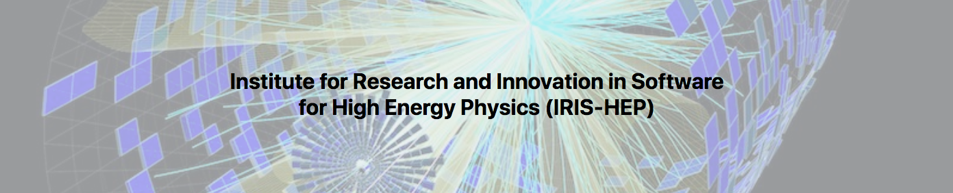 Institute for Research and Innovation in Software
for High Energy Physics (IRIS-HEP)